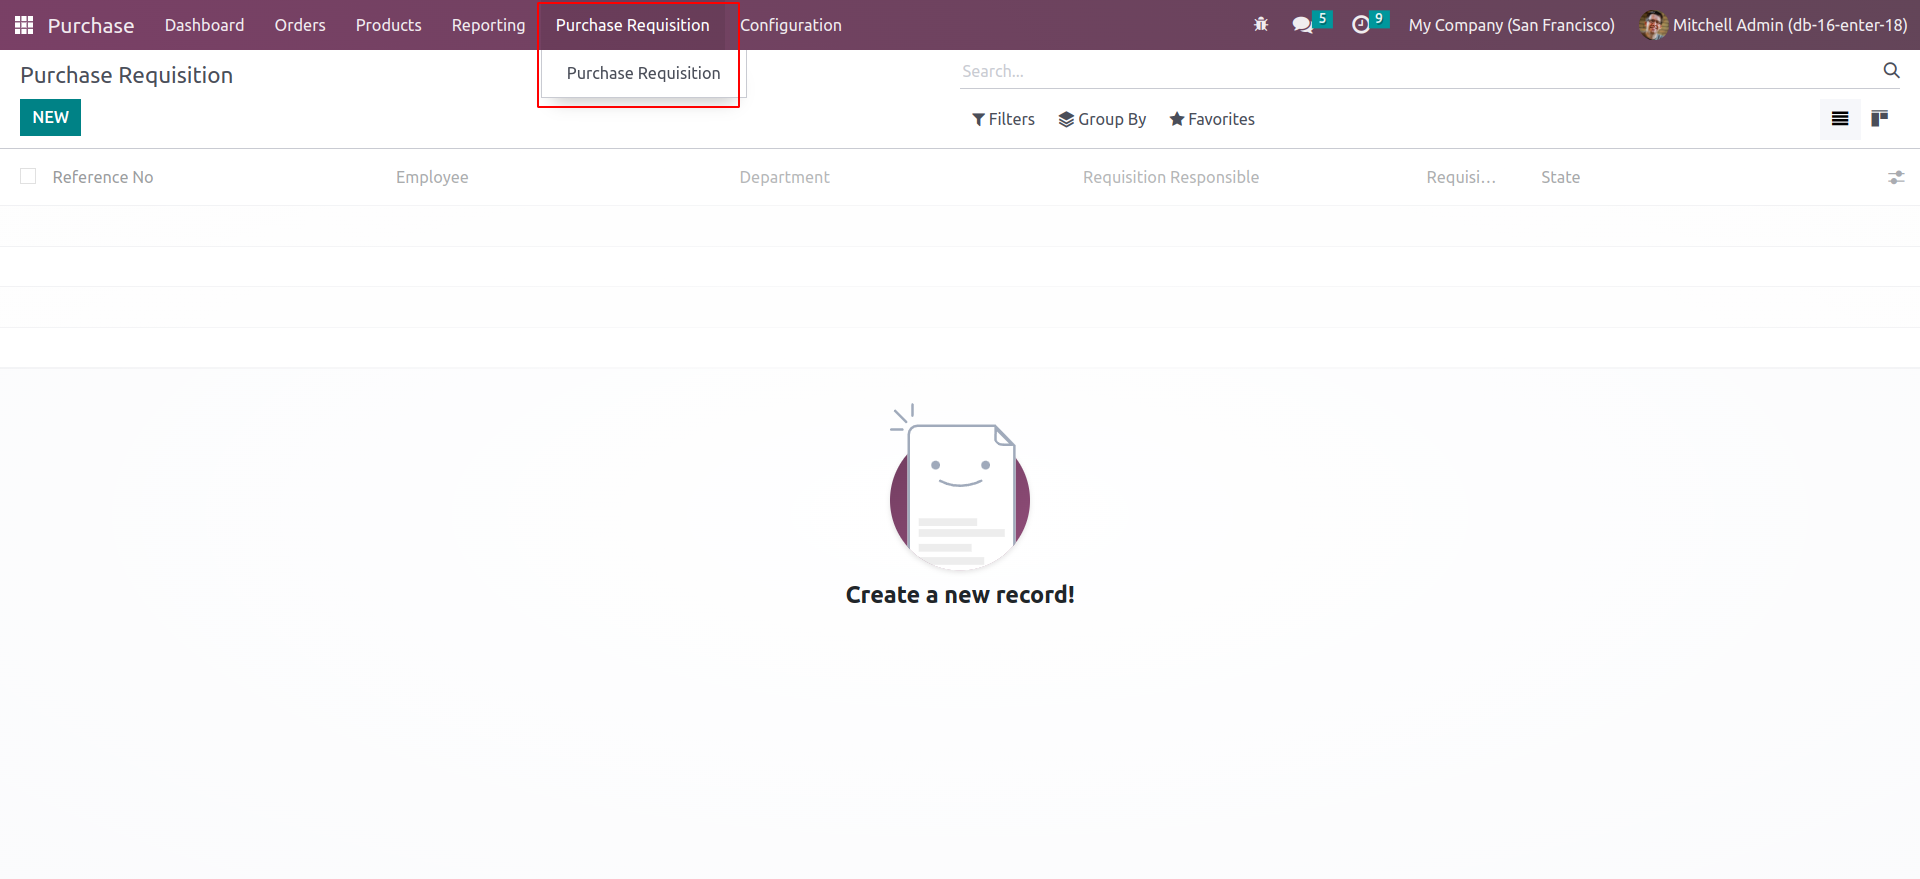 Purchase Dashboard Orders Products Reporting Purchase Requisition Configuration 5 9 My Company (San Francisco) Mitchell Admin (db-16-enter-18)
Purchase Requisition Purchase Requisition Search...
NEW Filters Group By Favorites
Reference No Employee Department Requisition Responsible Requisi... State
Create a new record!